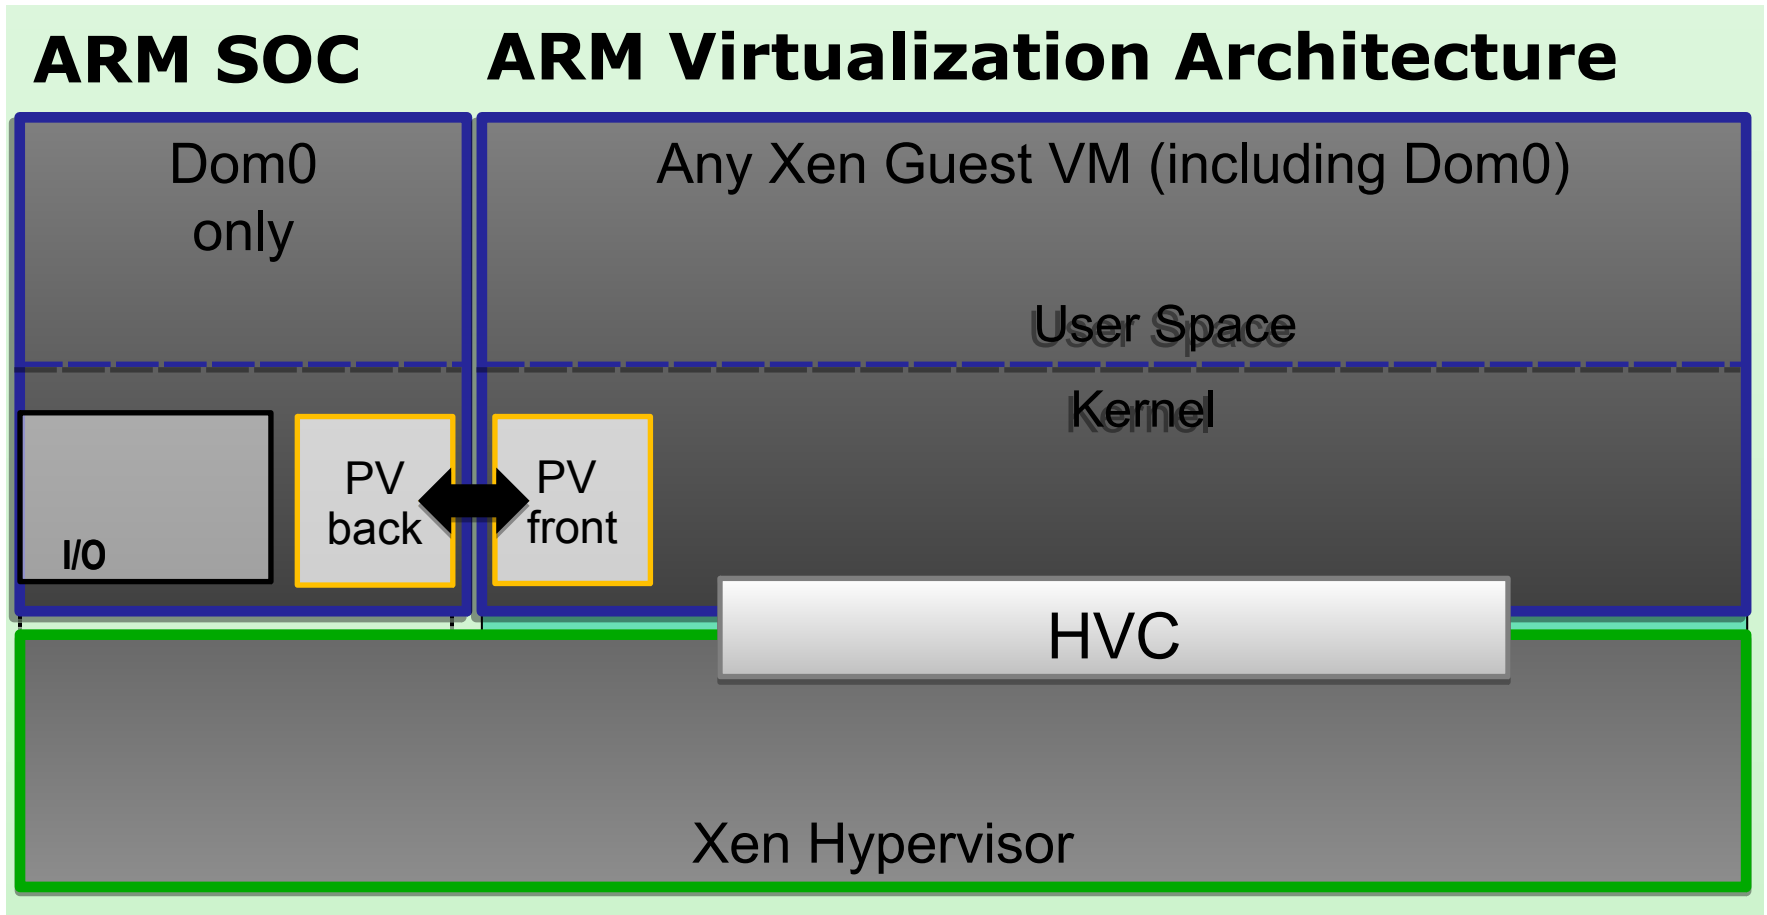 ARM SOC
ARM Virtualization Architecture
Dom0
only
Any Xen Guest VM (including Dom0)
User Space
Kernel
I/O
PV
back
PV
front
HVC
Xen Hypervisor